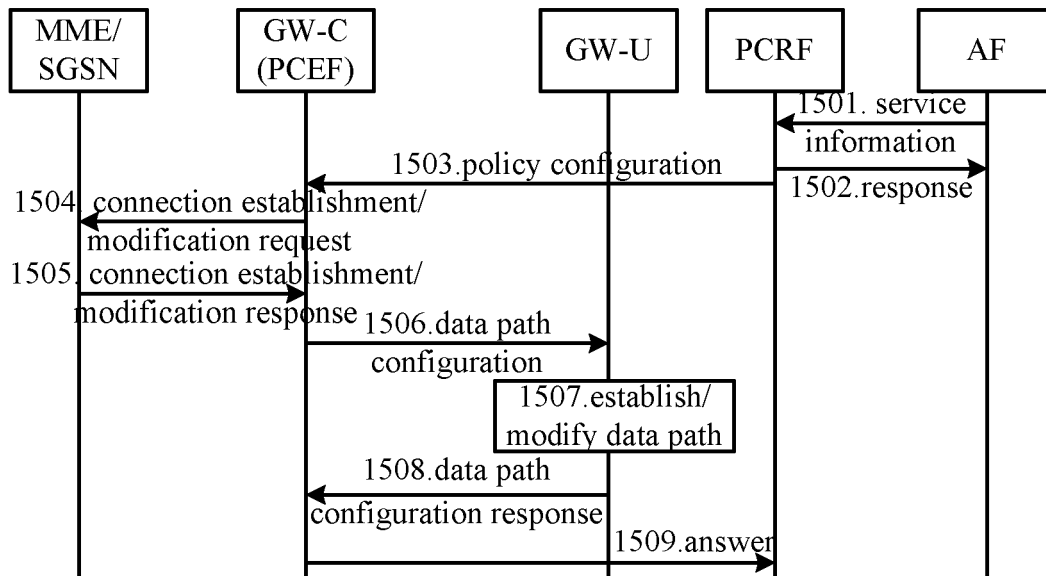 MME/
SGSN
GW-C
(PCEF)
GW-U
PCRF
AF
1501. service
information
1502.response
1503.policy configuration
1504. connection establishment/
modification request
1505. connection establishment/
modification response
1506.data path
configuration
1507.establish/
modify data path
1508.data path
configuration response
1509.answer